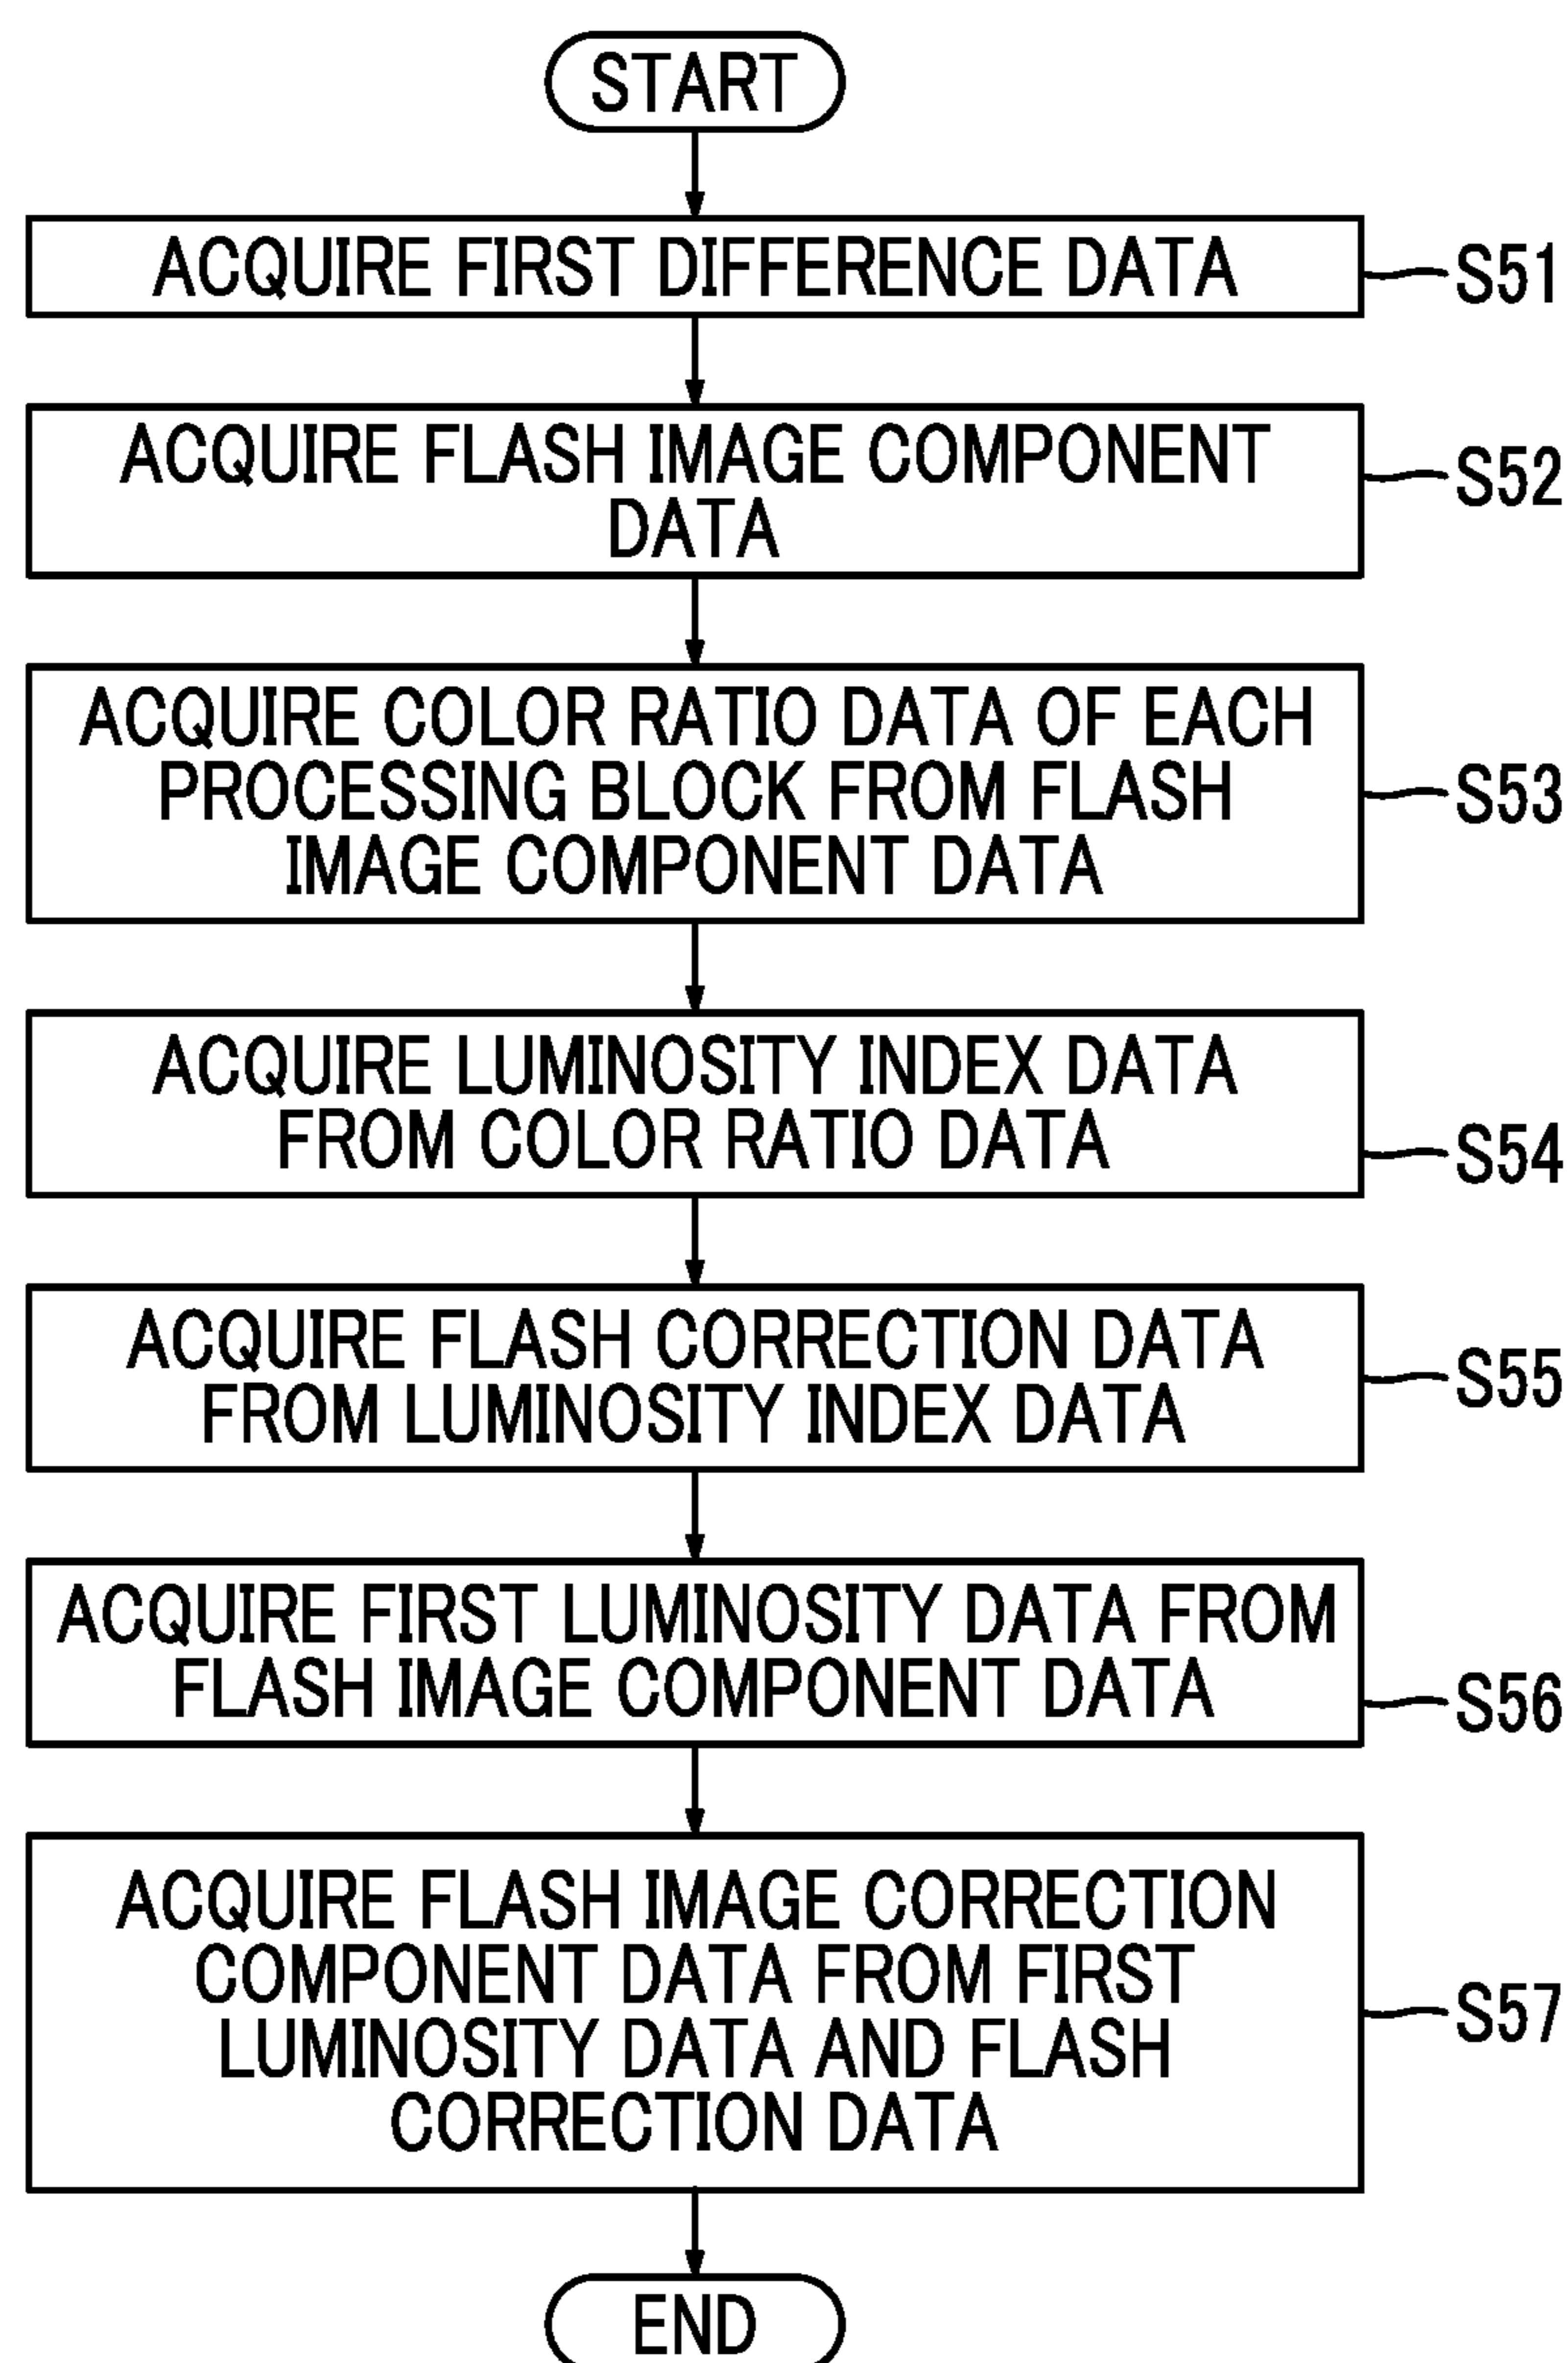 START
ACQUIRE FIRST DIFFERENCE DATA
S51
ACQUIRE FLASH IMAGE COMPONENT
DATA
S52
ACQUIRE COLOR RATIO DATA OF EACH
PROCESSING BLOCK FROM FLASH
IMAGE COMPONENT DATA
S53
ACQUIRE LUMINOSITY INDEX DATA
FROM COLOR RATIO DATA
S54
ACQUIRE FLASH CORRECTION DATA
FROM LUMINOSITY INDEX DATA
S55
ACQUIRE FIRST LUMINOSITY DATA FROM
FLASH IMAGE COMPONENT DATA
S56
ACQUIRE FLASH IMAGE CORRECTION
COMPONENT DATA FROM FIRST
LUMINOSITY DATA AND FLASH
CORRECTION DATA
S57
END